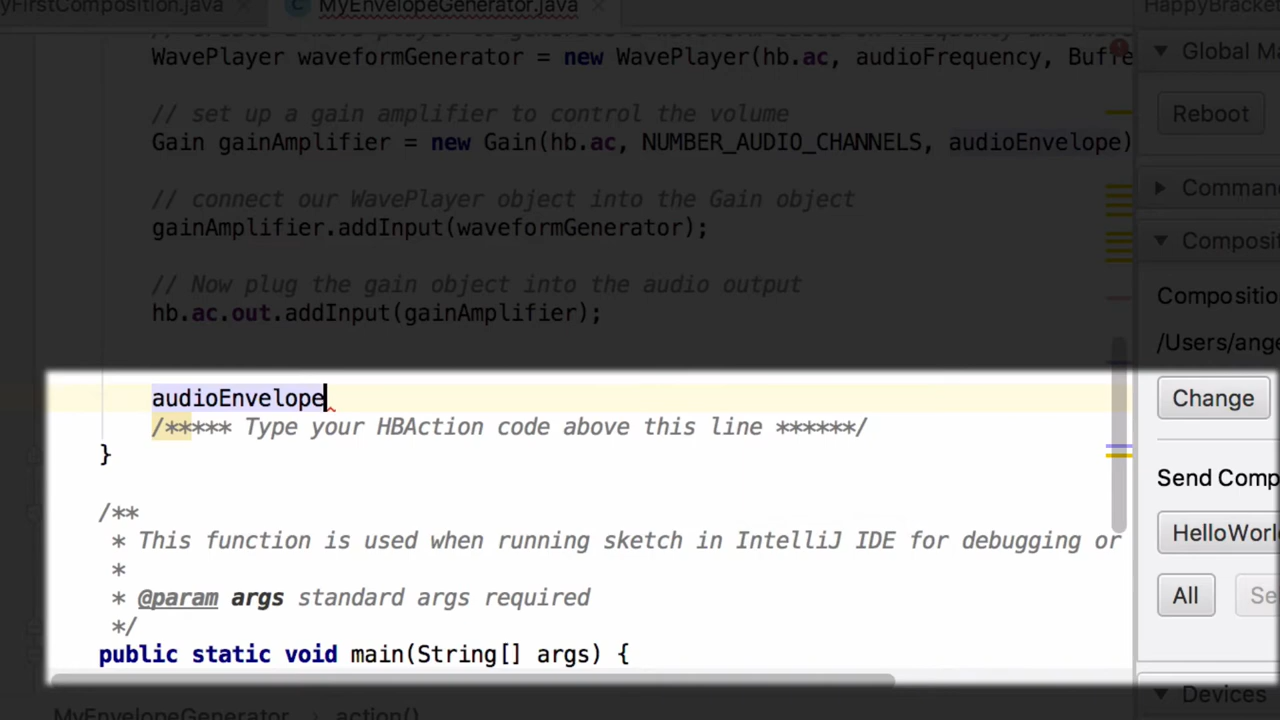 yFirstComposition.java
MyEnvelopeGenerator.java
HappyBracket
WavePlayer waveformGenerator = new WavePlayer(hb.ac, audioFrequency, Buffe
// set up a gain amplifier to control the volume
Gain gainAmplifier = new Gain(hb.ac, NUMBER_AUDIO_CHANNELS, audioEnvelope)
// connect our WavePlayer object into the Gain object
gainAmplifier.addInput(waveformGenerator);
// Now plug the gain object into the audio output
hb.ac.out.addInput(gainAmplifier);
audioEnvelope
/***** Type your HBAction code above this line ******/
}
/**
* This function is used when running sketch in IntelliJ IDE for debugging or
*
* @param args standard args required
*/
public static void main(String[] args) {
MyEnvelopeGenerator › action()
Global Ma
Reboot
Comman
Composit
Compositio
/Users/ange
Change
Send Comp
HelloWorl
All
Se
Devices